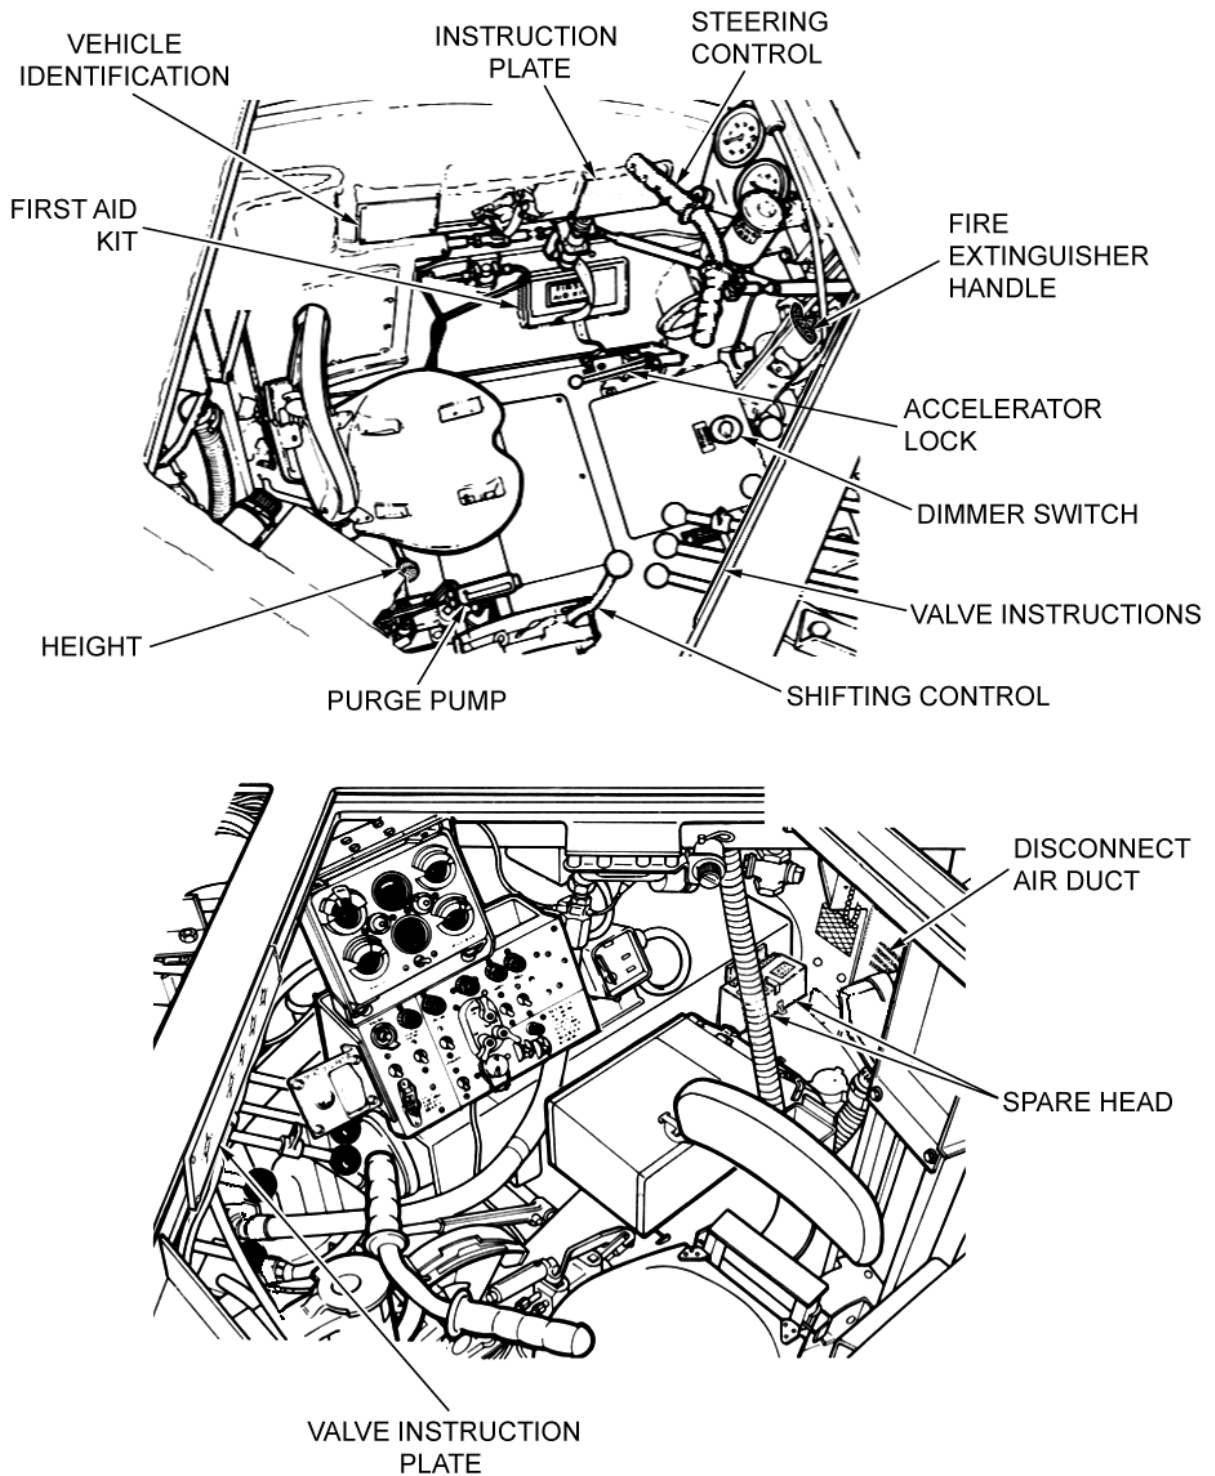 VEHICLE
IDENTIFICATION
INSTRUCTION
PLATE
STEERING
CONTROL
FIRST AID
KIT
FIRE
EXTINGUISHER
HANDLE
ACCELERATOR
LOCK
DIMMER SWITCH
VALVE INSTRUCTIONS
HEIGHT
PURGE PUMP
SHIFTING CONTROL
DISCONNECT
AIR DUCT
SPARE HEAD
VALVE INSTRUCTION
PLATE